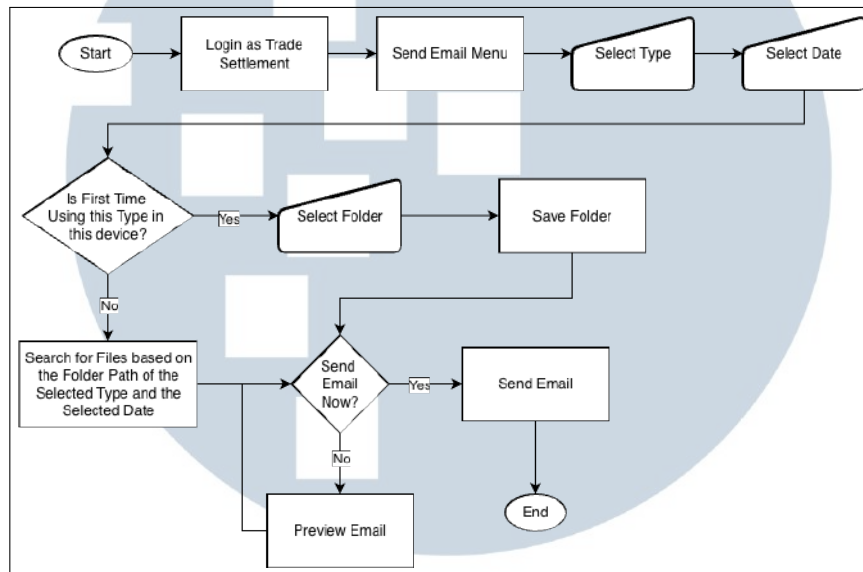 Start
Login as Trade
Settlement
Send Email Menu
Select Type
Select Date
Is First Time
Using this Type in
this device?
Yes
Select Folder
Save Folder
No
Search for Files based on
the Folder Path of the
Selected Type and the
Selected Date
Send
Email
Now?
Yes
Send Email
No
Preview Email
End